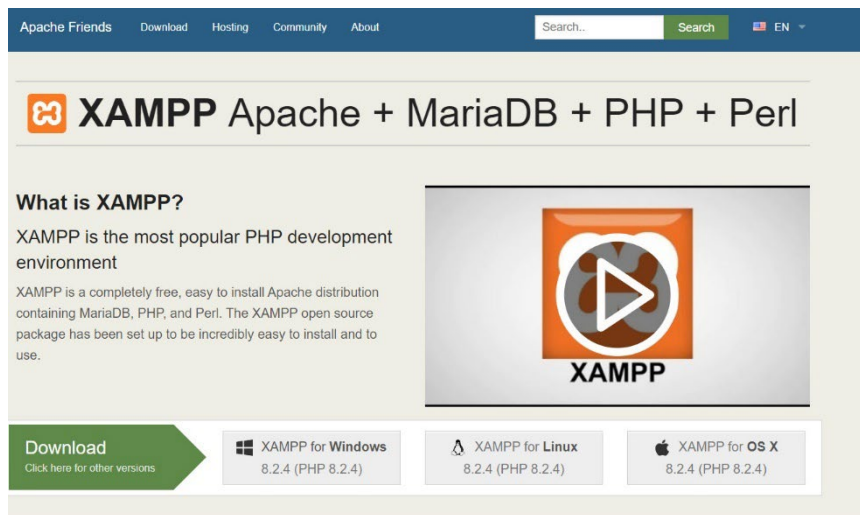 Apache Friends Download Hosting Community About Search.. Search EN
XAMPP Apache + MariaDB + PHP + Perl
What is XAMPP?
XAMPP is the most popular PHP development
environment
XAMPP is a completely free, easy to install Apache distribution
containing MariaDB, PHP, and Perl. The XAMPP open source
package has been set up to be incredibly easy to install and to
use.
XAMPP
Download
Click here for other versions
XAMPP for Windows
8.2.4 (PHP 8.2.4)
XAMPP for Linux
8.2.4 (PHP 8.2.4)
XAMPP for OS X
8.2.4 (PHP 8.2.4)